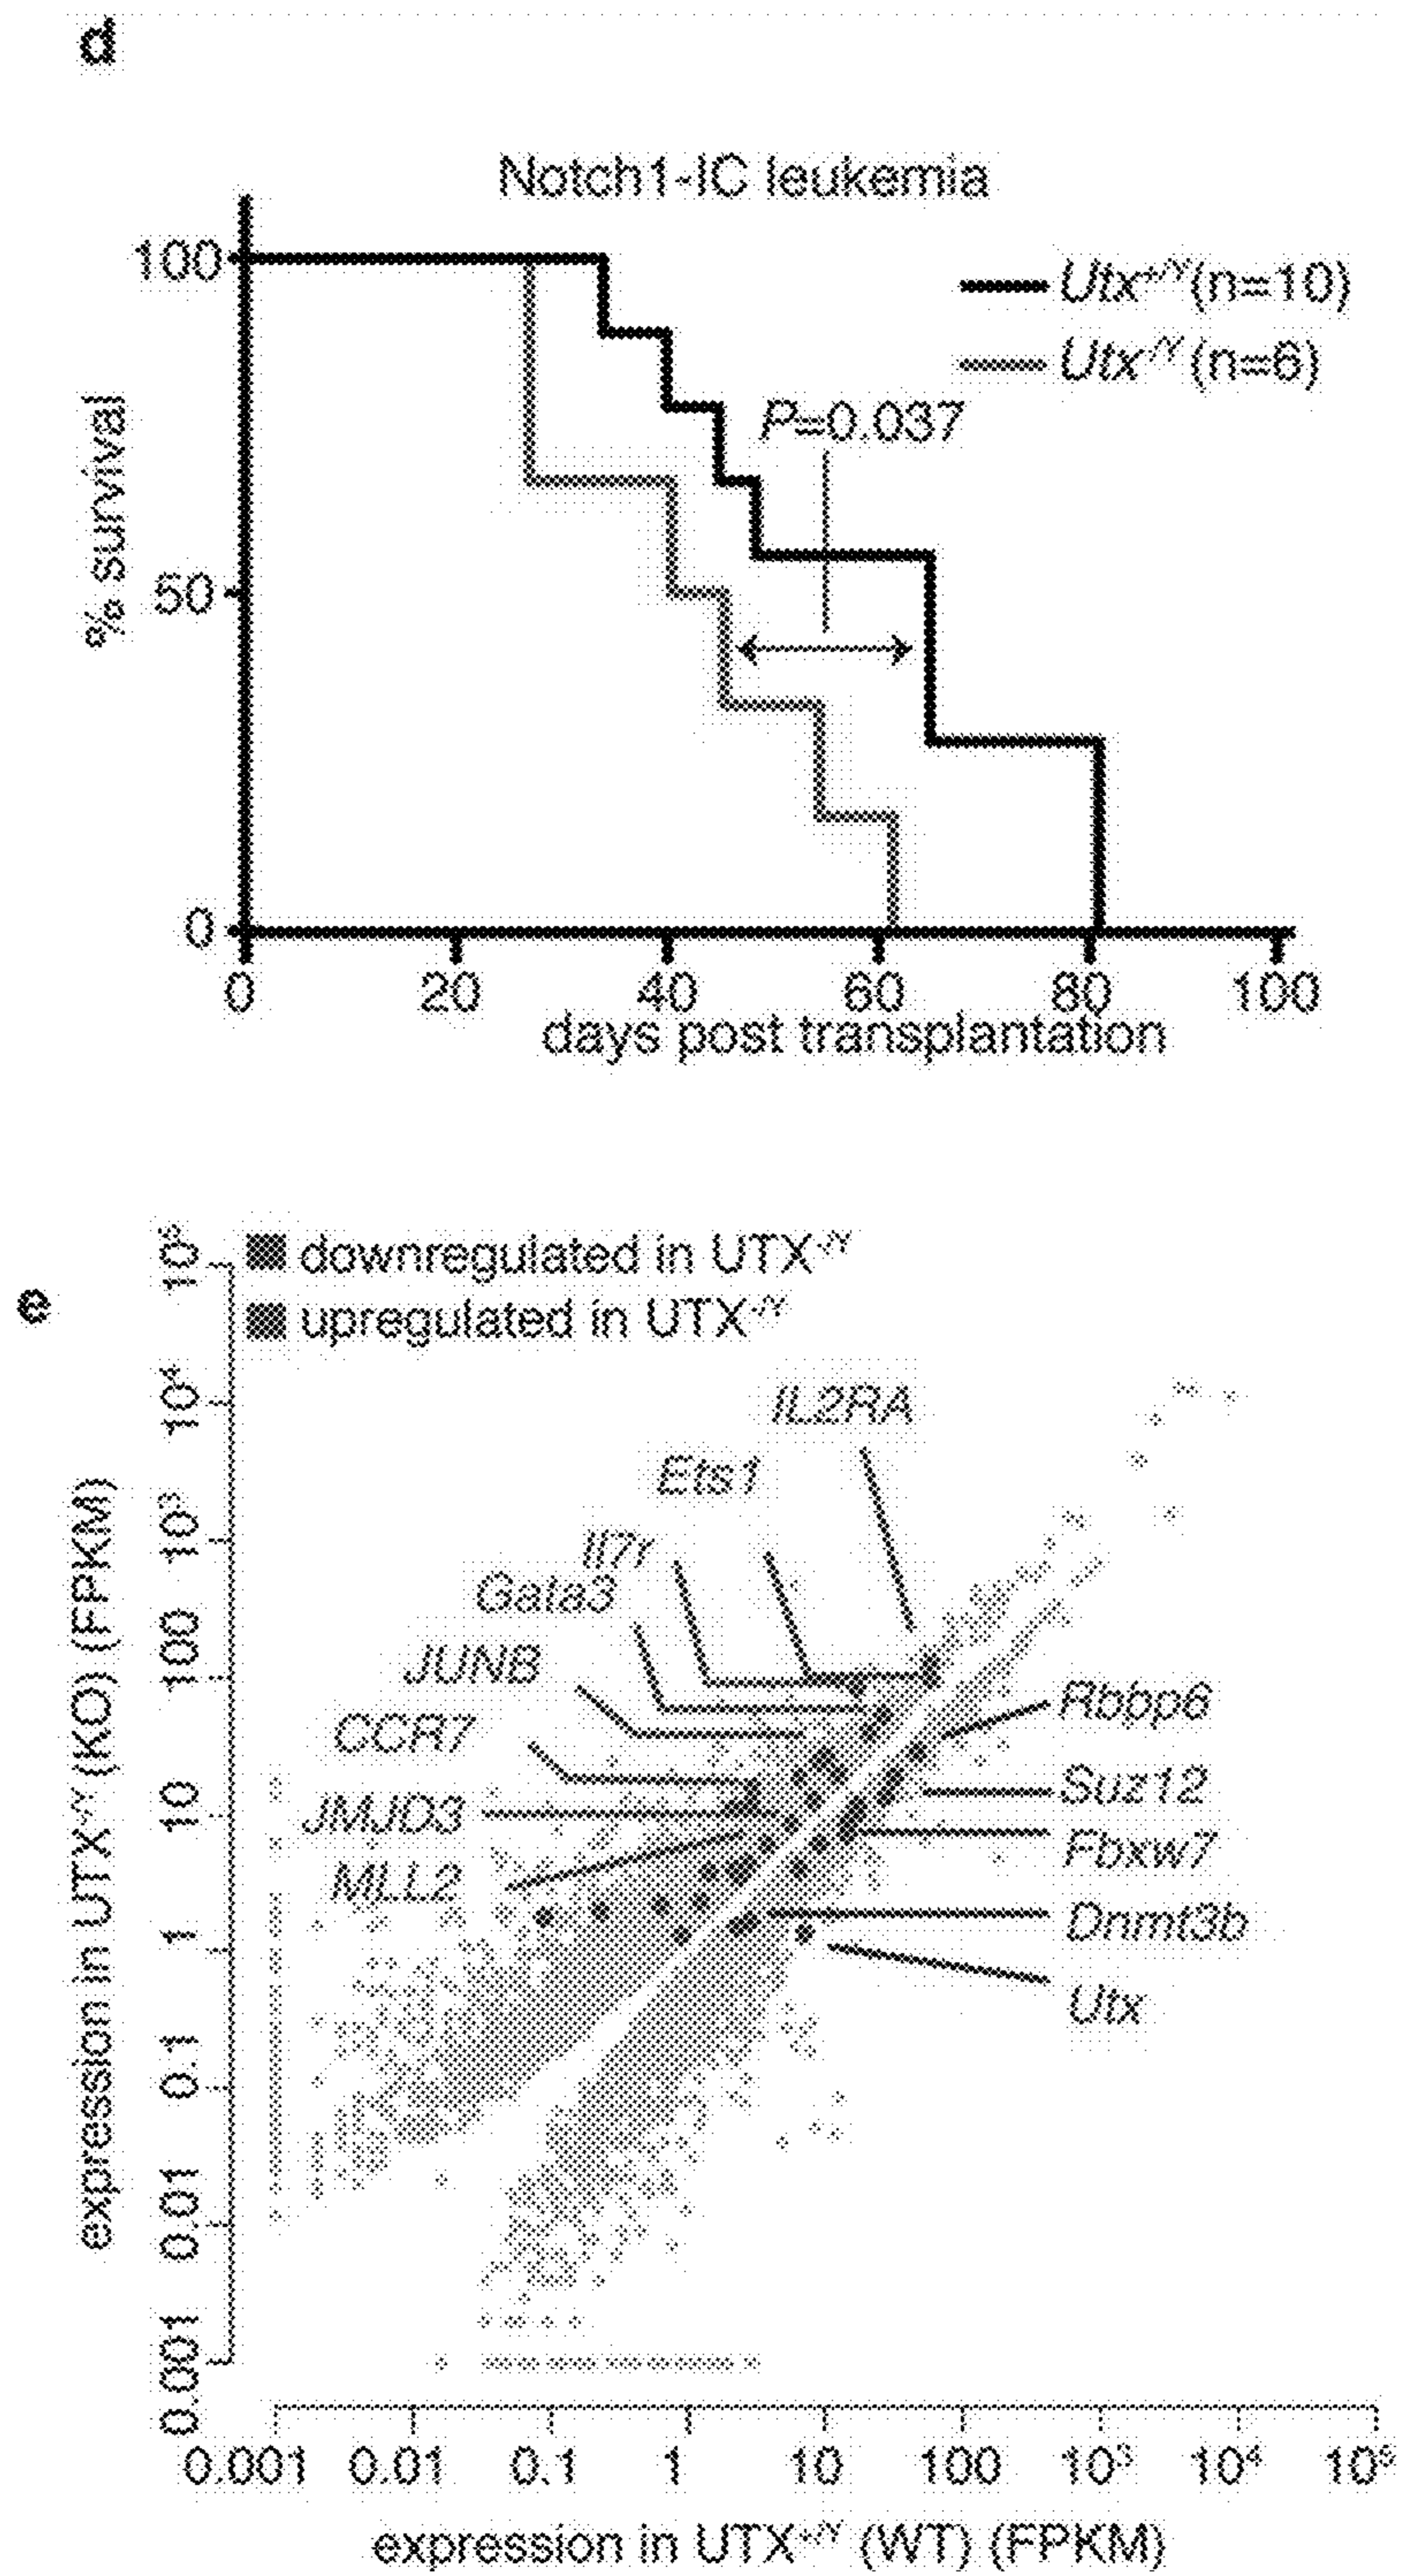 d
Notch1-IC leukemia
100
50
0
% survival
Utx+/Y (n=10)
Utx-/Y (n=6)
P=0.037
0 20 40 60 80 100
days post transplantation
e
downregulated in UTX-/Y
upregulated in UTX-/Y
10⁵
10⁴
10³
100
10
1
0.1
0.01
0.001
expression in UTX-/Y (KO) (FPKM)
IL2RA
Ets1
Il7r
Gata3
JUNB
CCR7
JMJD3
MLL2
Rbbp6
Suz12
Fbxw7
Dnmt3b
Utx
0.001 0.01 0.1 1 10 100 10³ 10⁴ 10⁵
expression in UTX+/Y (WT) (FPKM)